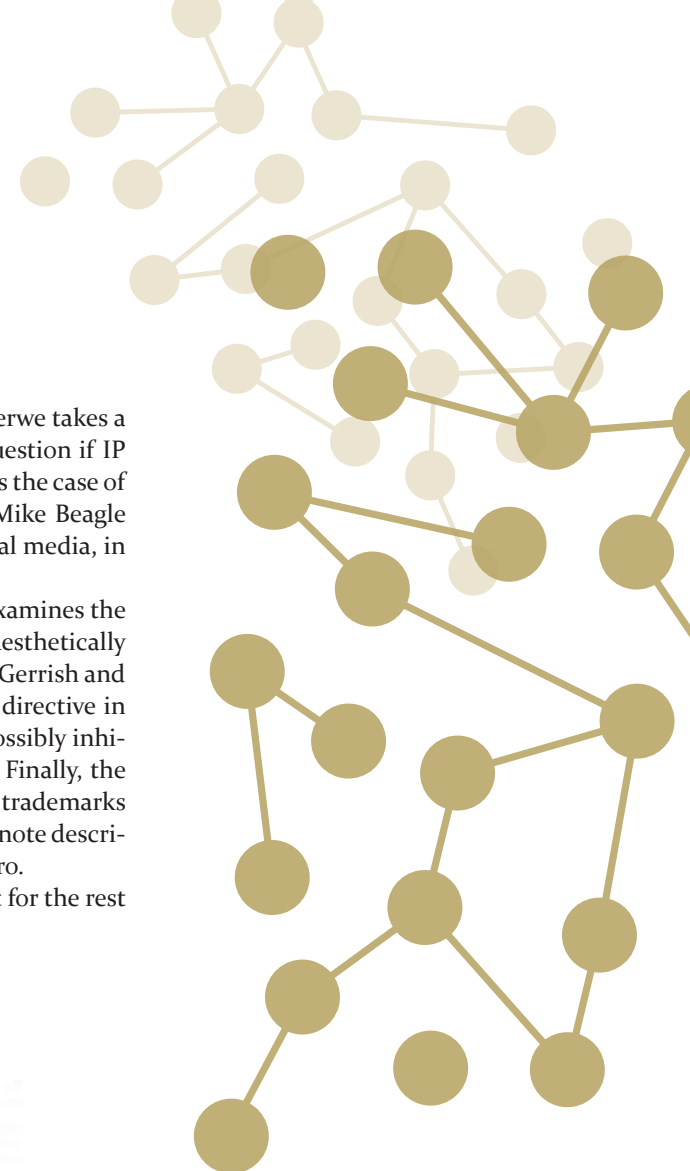 erwe takes a
uestion if IP
s the case of
Mike Beagle
al media, in
xamines the
aesthetically
Gerrish and
directive in
ossibly inhi-
Finally, the
trademarks
note descri-
ro.
t for the rest